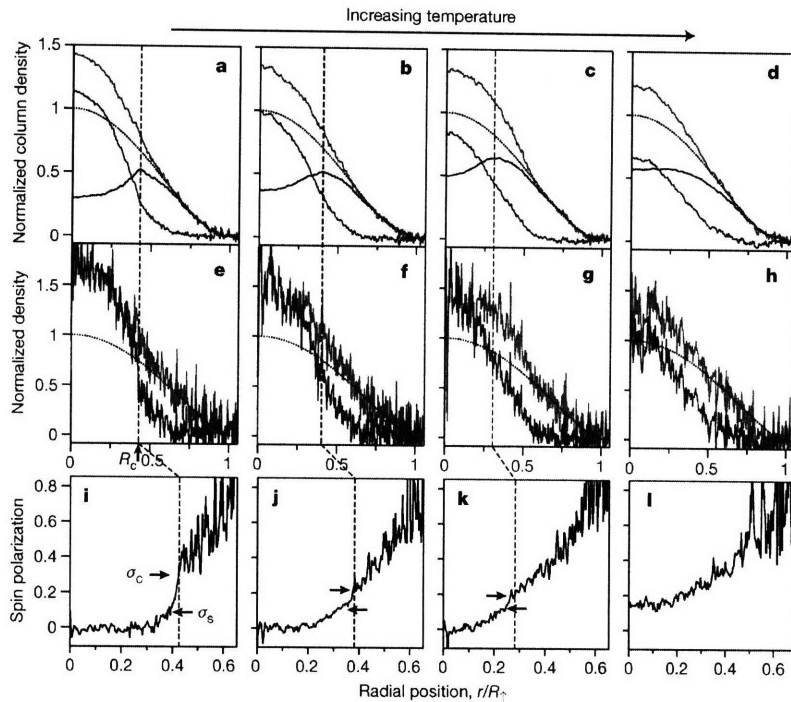 Increasing temperature
Normalized column density
1.5
1
0.5
0
a
b
c
d
Normalized density
1.5
1
0.5
0
e
f
g
h
0 R_c 0.5 1
0 0.5 1
0 0.5 1
0 0.5 1
Spin polarization
0.8
0.6
0.4
0.2
0
i
j
k
l
σ_c
σ_s
0 0.2 0.4 0.6
0 0.2 0.4 0.6
0 0.2 0.4 0.6
0 0.2 0.4 0.6
Radial position, r/R↑